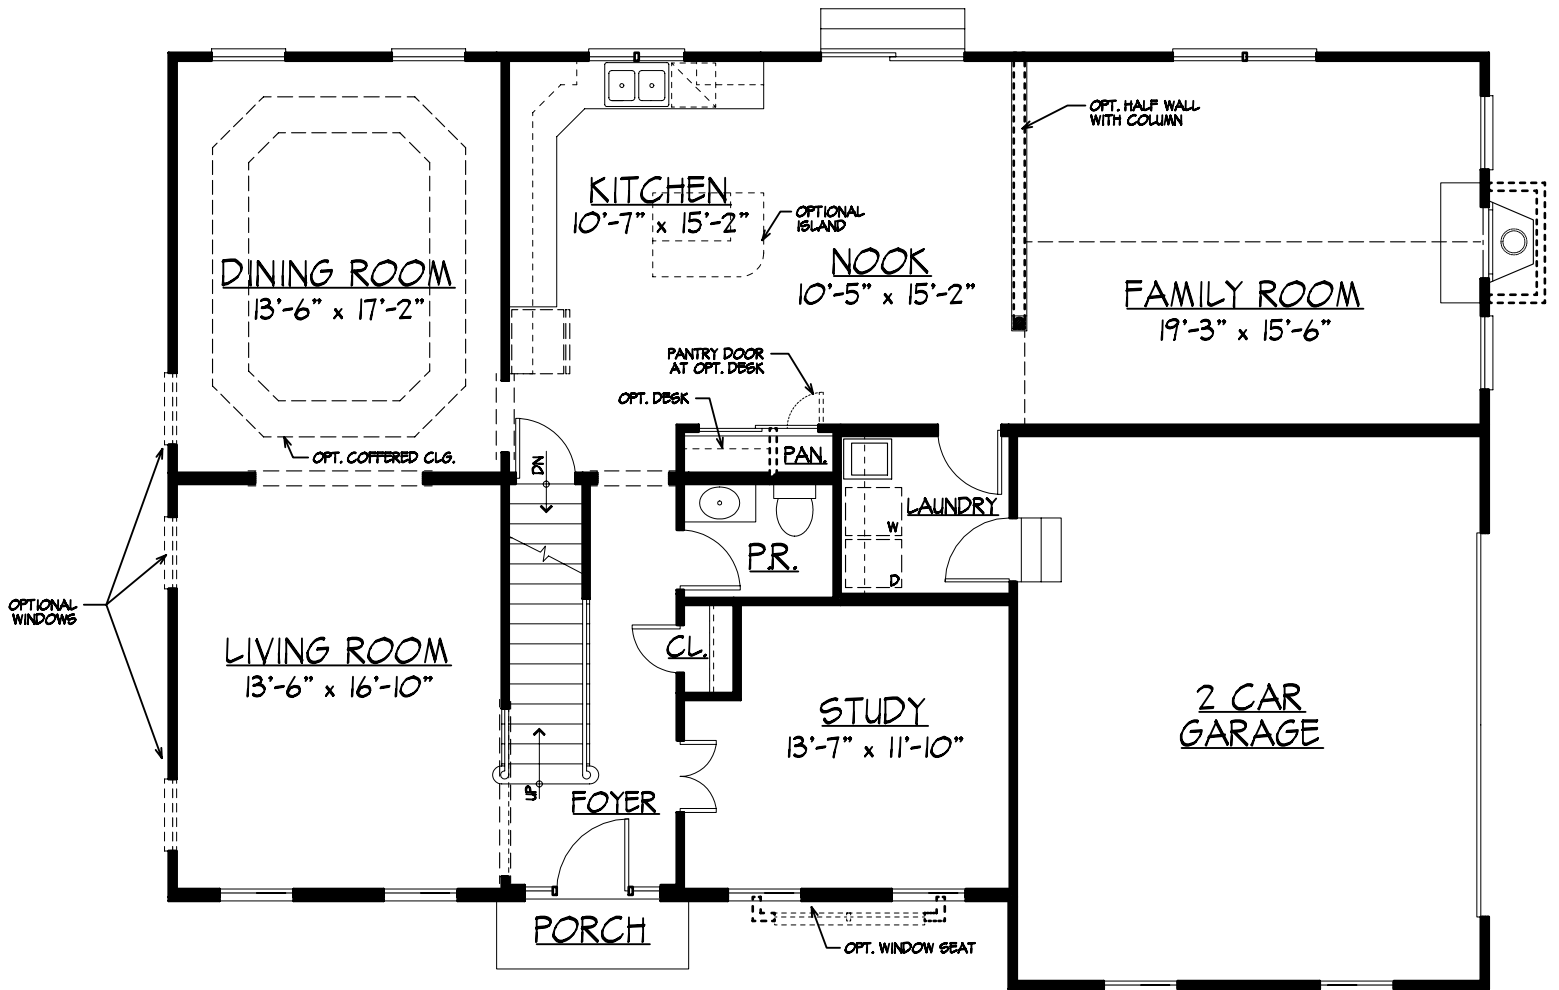 OPT. HALF WALL
WITH COLUMN
KITCHEN
10'-7" x 15'-2"
OPTIONAL
ISLAND
NOOK
10'-5" x 15'-2"
DINING ROOM
13'-6" x 17'-2"
FAMILY ROOM
19'-3" x 15'-6"
PANTRY DOOR
AT OPT. DESK
OPT. DESK
OPT. COFFERED CLG.
PAN.
DN
LAUNDRY
W
D
P.R.
OPTIONAL
WINDOWS
CL.
LIVING ROOM
13'-6" x 16'-10"
STUDY
13'-7" x 11'-10"
2 CAR
GARAGE
UP
FOYER
PORCH
OPT. WINDOW SEAT